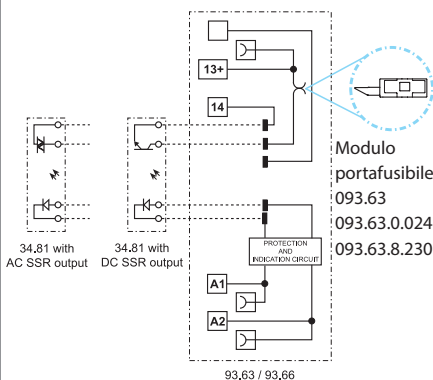 13+
14
Modulo
portafusibile
093.63
093.63.0.024
093.63.8.230
34.81 with
AC SSR output
34.81 with
DC SSR output
PROTECTION
AND
INDICATION CIRCUIT
A1
A2
93.63 / 93.66